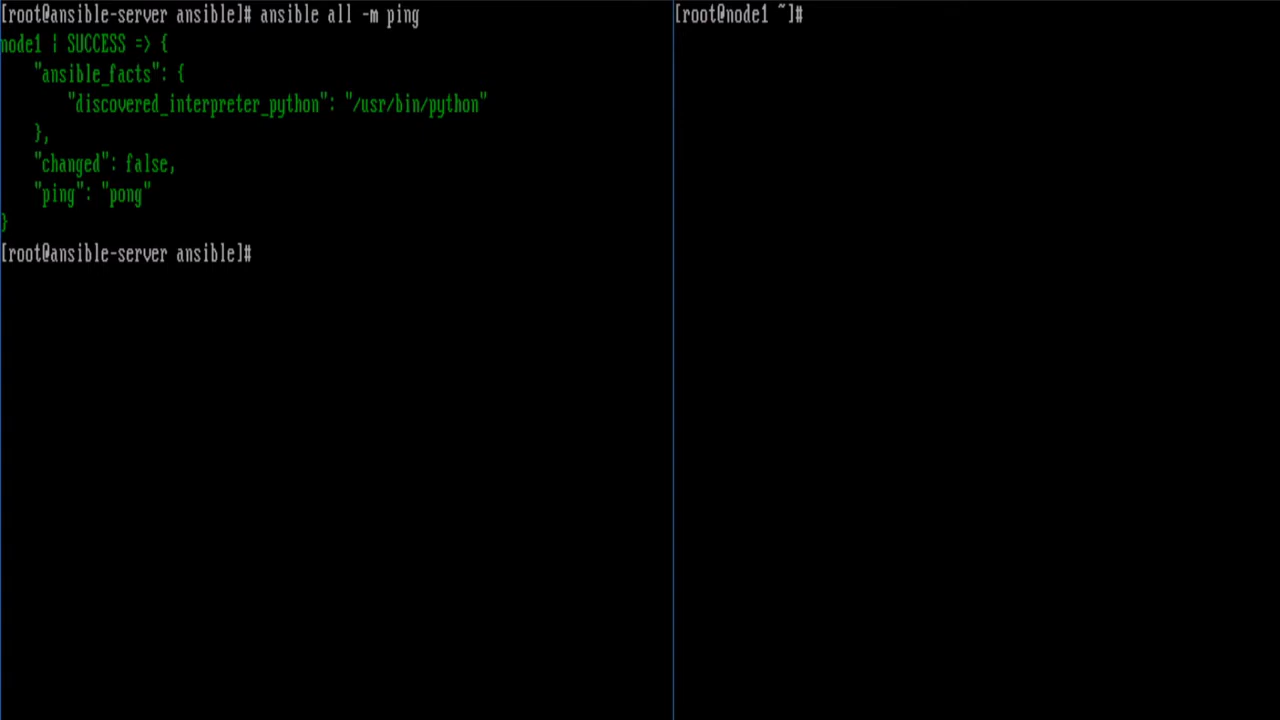 [root@ansible-server ansible]# ansible all -m ping
node1 | SUCCESS => {
    "ansible_facts": {
        "discovered_interpreter_python": "/usr/bin/python"
    },
    "changed": false,
    "ping": "pong"
}
[root@ansible-server ansible]#
[root@node1 ~]#